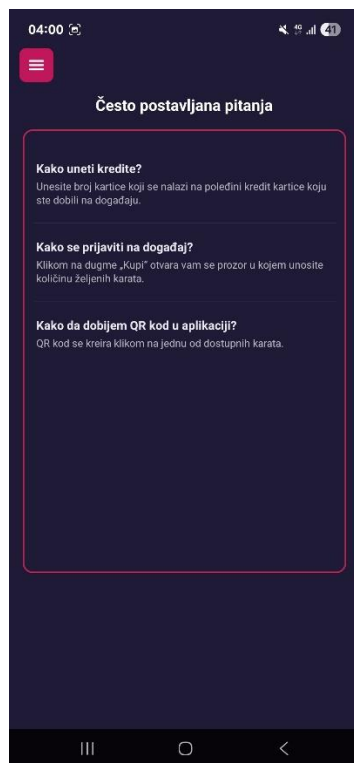 04:00
41
Često postavljana pitanja
Kako uneti kredite?
Unesite broj kartice koji se nalazi na poleđini kredit kartice koju
ste dobili na događaju.
Kako se prijaviti na događaj?
Klikom na dugme „Kupi" otvara vam se prozor u kojem unosite
količinu željenih karata.
Kako da dobijem QR kod u aplikaciji?
QR kod se kreira klikom na jednu od dostupnih karata.